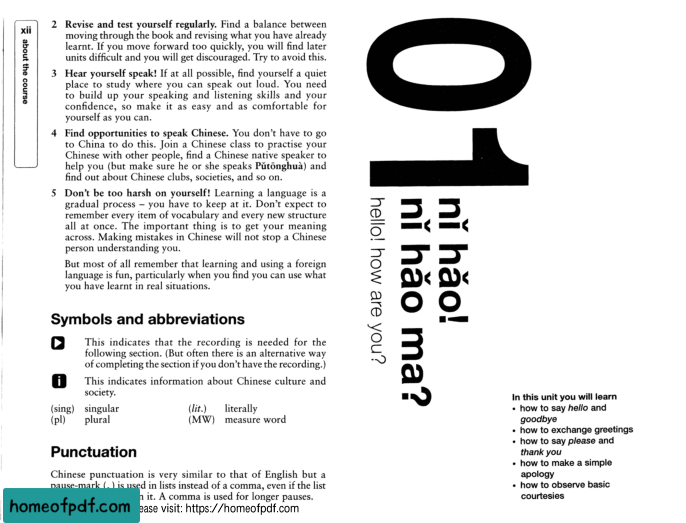 xii
about the course
2 Revise and test yourself regularly. Find a balance between
moving through the book and revising what you have already
learnt. If you move forward too quickly, you will find later
units difficult and you will get discouraged. Try to avoid this.
3 Hear yourself speak! If at all possible, find yourself a quiet
place to study where you can speak out loud. You need
to build up your speaking and listening skills and your
confidence, so make it as easy and as comfortable for
yourself as you can.
4 Find opportunities to speak Chinese. You don't have to go
to China to do this. Join a Chinese class to practise your
Chinese with other people, find a Chinese native speaker to
help you (but make sure he or she speaks Pǔtōnghuà) and
find out about Chinese clubs, societies, and so on.
5 Don't be too harsh on yourself! Learning a language is a
gradual process – you have to keep at it. Don't expect to
remember every item of vocabulary and every new structure
all at once. The important thing is to get your meaning
across. Making mistakes in Chinese will not stop a Chinese
person understanding you.
But most of all remember that learning and using a foreign
language is fun, particularly when you find you can use what
you have learnt in real situations.
Symbols and abbreviations
This indicates that the recording is needed for the
following section. (But often there is an alternative way
of completing the section if you don't have the recording.)
i This indicates information about Chinese culture and
society.
(sing) singular (lit.) literally
(pl) plural (MW) measure word
Punctuation
Chinese punctuation is very similar to that of English but a
pause-mark (、) is used in lists instead of a comma, even if the list
n it. A comma is used for longer pauses.
homeofpdf.com
ease visit: https://homeofpdf.com
01
nǐ hǎo!
nǐ hǎo ma?
hello! how are you?
In this unit you will learn
• how to say hello and
goodbye
• how to exchange greetings
• how to say please and
thank you
• how to make a simple
apology
• how to observe basic
courtesies